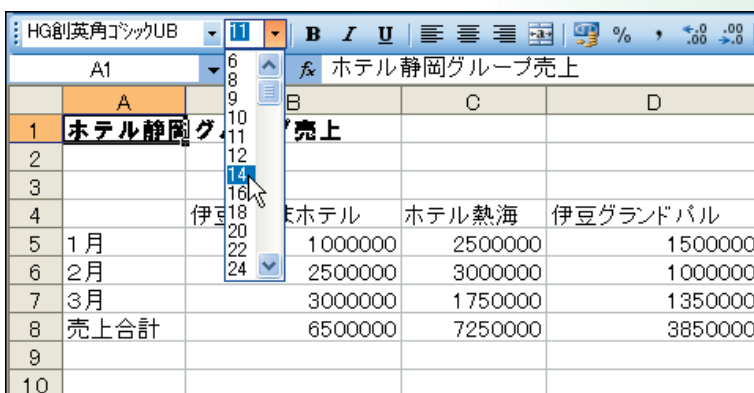 HG創英角ｺﾞｼｯｸUB 11 B I U % ,
A1 fx ホテル静岡グループ売上
A B C D
1 ホテル静岡グ 売上
2
3
4 伊豆 ホテル ホテル熱海 伊豆グランドパル
5 1月 1000000 2500000 1500000
6 2月 2500000 3000000 1000000
7 3月 3000000 1750000 1350000
8 売上合計 6500000 7250000 3850000
9
10
6
8
9
10
11
12
14
16
18
20
22
24